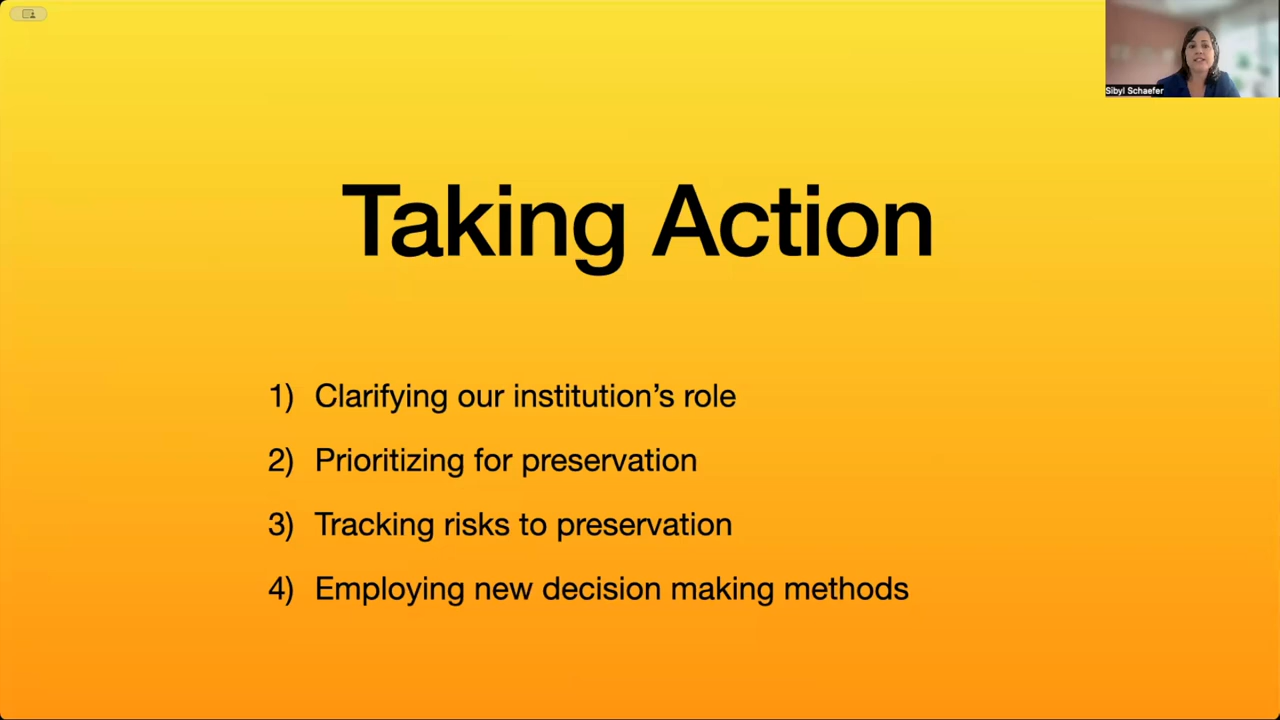 Sibyl Schaefer
Taking Action
1) Clarifying our institution’s role
2) Prioritizing for preservation
3) Tracking risks to preservation
4) Employing new decision making methods